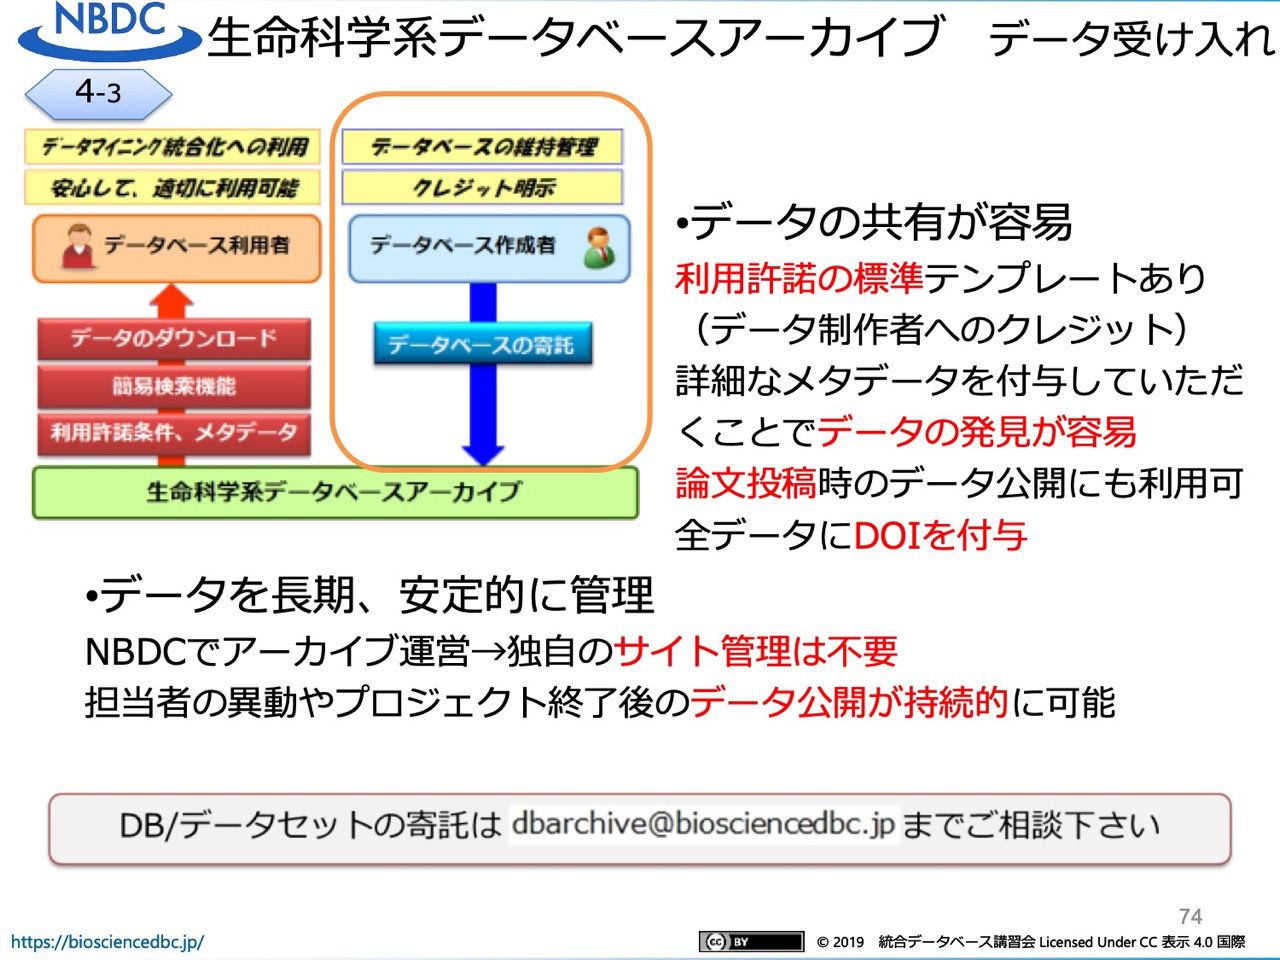 NBDC
生命科学系データベースアーカイブ　データ受け入れ
4-3
データマイニング統合化への利用
安心して、適切に利用可能
データベース利用者
データのダウンロード
簡易検索機能
利用許諾条件、メタデータ
データベースの維持管理
クレジット明示
データベース作成者
データベースの寄託
生命科学系データベースアーカイブ
•データの共有が容易
利用許諾の標準テンプレートあり
（データ制作者へのクレジット）
詳細なメタデータを付与していただ
くことでデータの発見が容易
論文投稿時のデータ公開にも利用可
全データにDOIを付与
•データを長期、安定的に管理
NBDCでアーカイブ運営→独自のサイト管理は不要
担当者の異動やプロジェクト終了後のデータ公開が持続的に可能
DB/データセットの寄託は dbarchive@biosciencedbc.jp までご相談下さい
74
https://biosciencedbc.jp/
cc BY © 2019　統合データベース講習会 Licensed Under CC 表示 4.0 国際